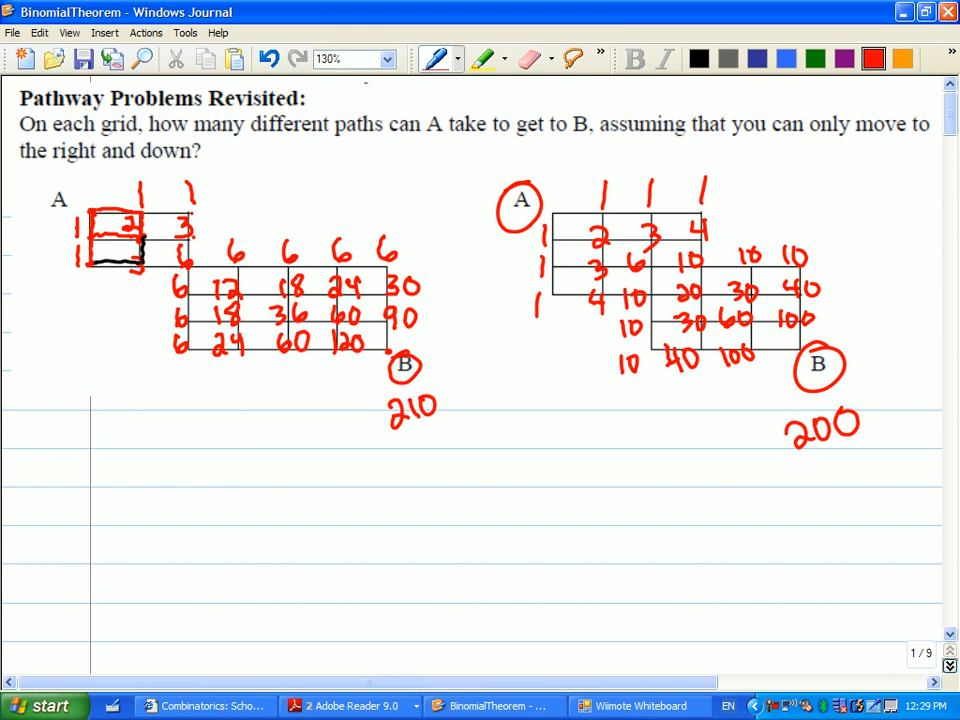 BinomialTheorem - Windows Journal
File Edit View Insert Actions Tools Help
130%
B I
Pathway Problems Revisited:
On each grid, how many different paths can A take to get to B, assuming that you can only move to
the right and down?
A 1 1
1 2 3
1 3 6 6 6 6 6
6 12 18 24 30
6 18 36 60 90
6 24 60 120
B
210
A 1 1 1
1 2 3 4
1 3 6 10 10 10
1 4 10 20 30 40
10 30 60 100
10 40 100
B
200
1 / 9
start Combinatorics: Scho... 2 Adobe Reader 9.0 BinomialTheorem - ... Wiimote Whiteboard EN 12:29 PM